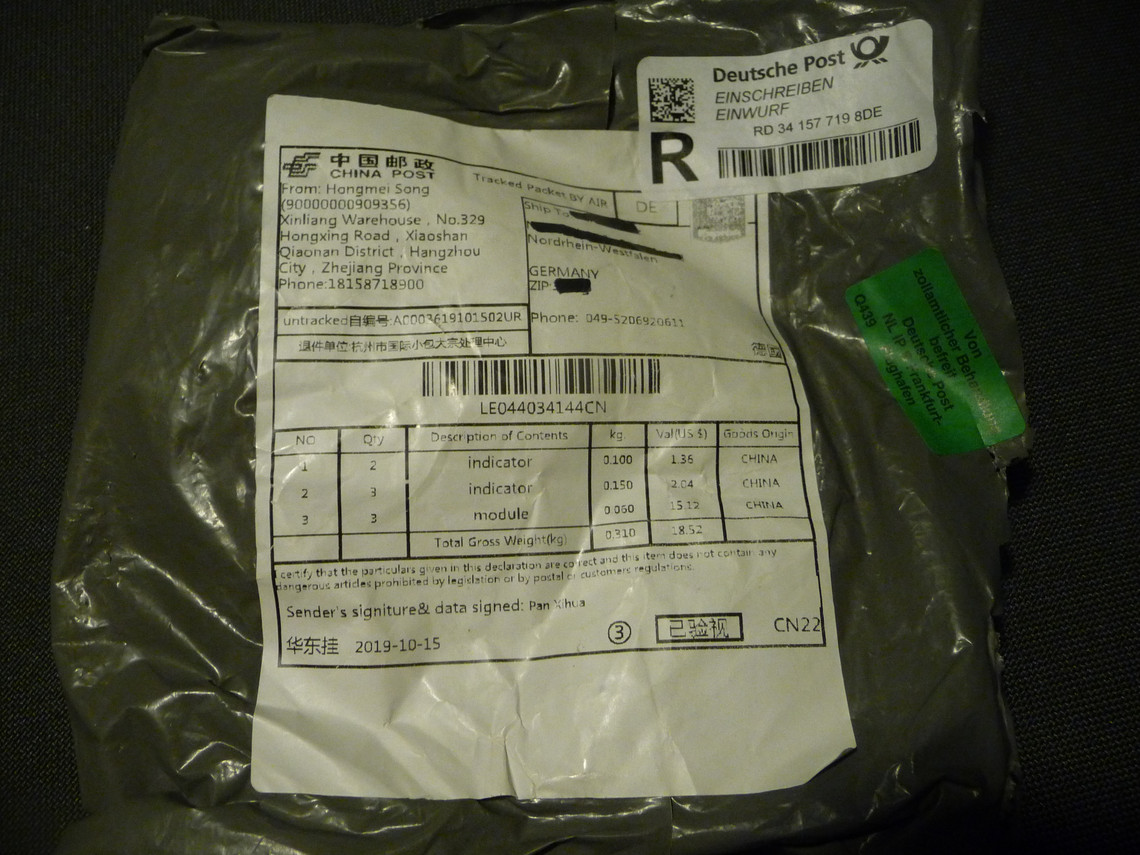 Deutsche Post
EINSCHREIBEN
EINWURF
R
RD 34 157 719 8DE
中国邮政
CHINA POST
Tracked Packet BY AIR
DE
From: Hongmei Song
(90000000909356)
Xinliang Warehouse , No.329
Hongxing Road , Xiaoshan
Qiaonan District , Hangzhou
City , Zhejiang Province
Phone:18158718900
Ship To
Nordrhein-Westfalen
GERMANY
ZIP:
Phone: 049-5206920611
untracked自编号:A0003619101502UR
退件单位:杭州市国际小包大宗处理中心
德国
LE044034144CN
NO Qty Description of Contents kg. Val(US $) Goods Origin
1 2 indicator 0.100 1.36 CHINA
2 3 indicator 0.150 2.04 CHINA
3 3 module 0.060 15.12 CHINA
Total Gross Weight(kg) 0.310 18.52
I certify that the particulars given in this declaration are correct and this item does not contain any
dangerous articles prohibited by legislation or by postal or customers regulations.
Sender's signiture& data signed: Pan Xihua
③ 已验视 CN22
华东挂 2019-10-15
Von
zollamtlicher Behandlung
befreit
Deutsche Post
NL IP Frankfurt-
Flughafen
Q439